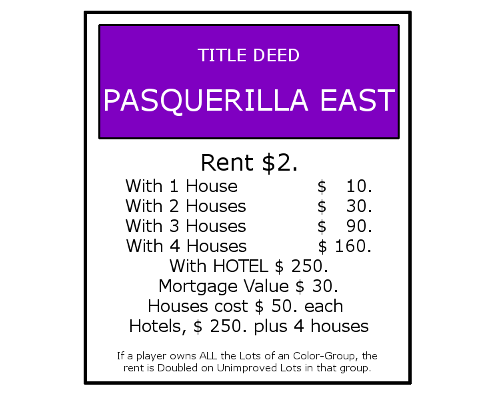 TITLE DEED
PASQUERILLA EAST
Rent $2.
With 1 House $ 10.
With 2 Houses $ 30.
With 3 Houses $ 90.
With 4 Houses $ 160.
With HOTEL $ 250.
Mortgage Value $ 30.
Houses cost $ 50. each
Hotels, $ 250. plus 4 houses
If a player owns ALL the Lots of an Color-Group, the
rent is Doubled on Unimproved Lots in that group.